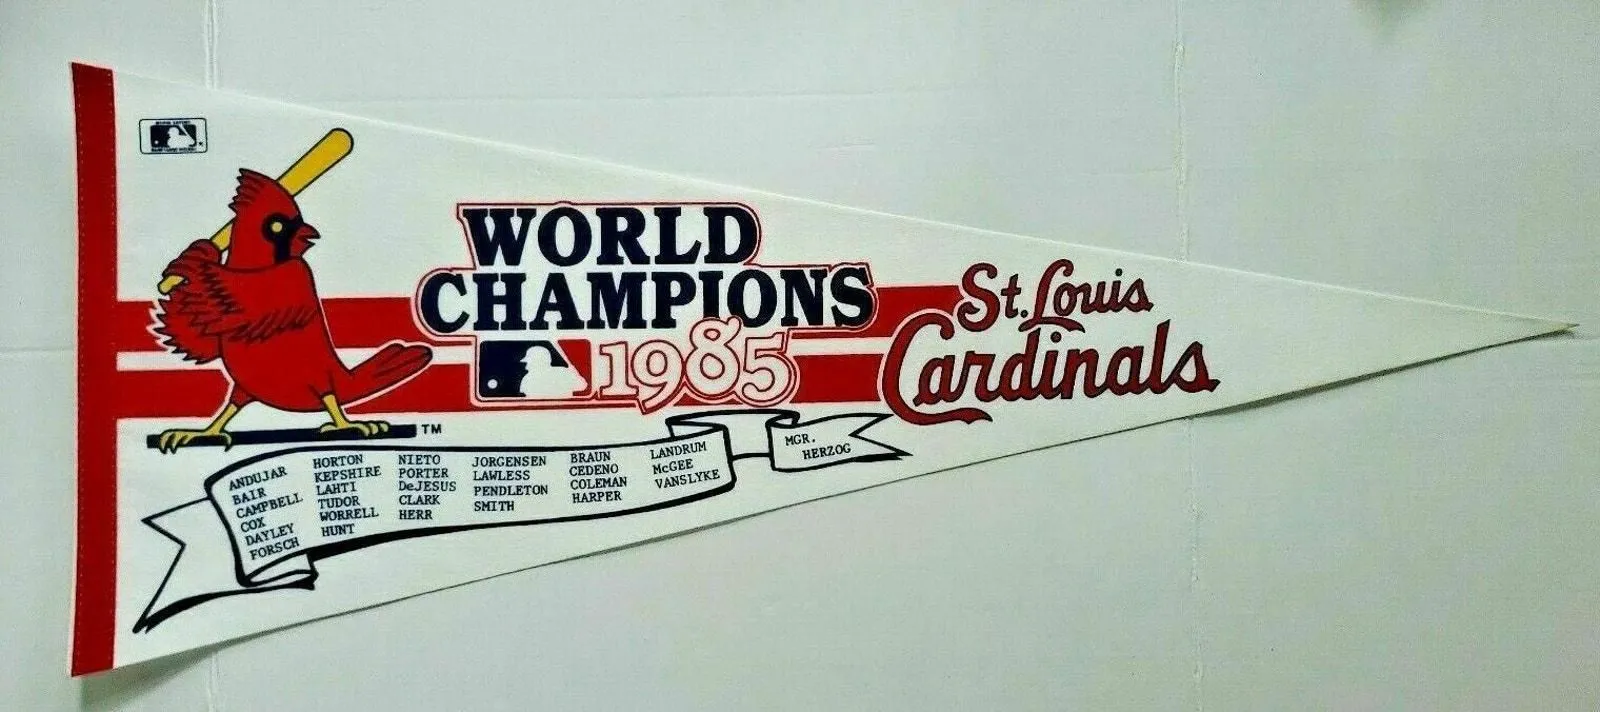 WORLD
CHAMPIONS
1985
St. Louis
Cardinals
TM
ANDUJAR
BAIR
CAMPBELL
COX
DAYLEY
FORSCH
HORTON
KEPSHIRE
LAHTI
TUDOR
WORRELL
HUNT
NIETO
PORTER
DeJESUS
CLARK
HERR
JORGENSEN
LAWLESS
PENDLETON
SMITH
BRAUN
CEDENO
COLEMAN
HARPER
LANDRUM
McGEE
VANSLYKE
MGR.
HERZOG